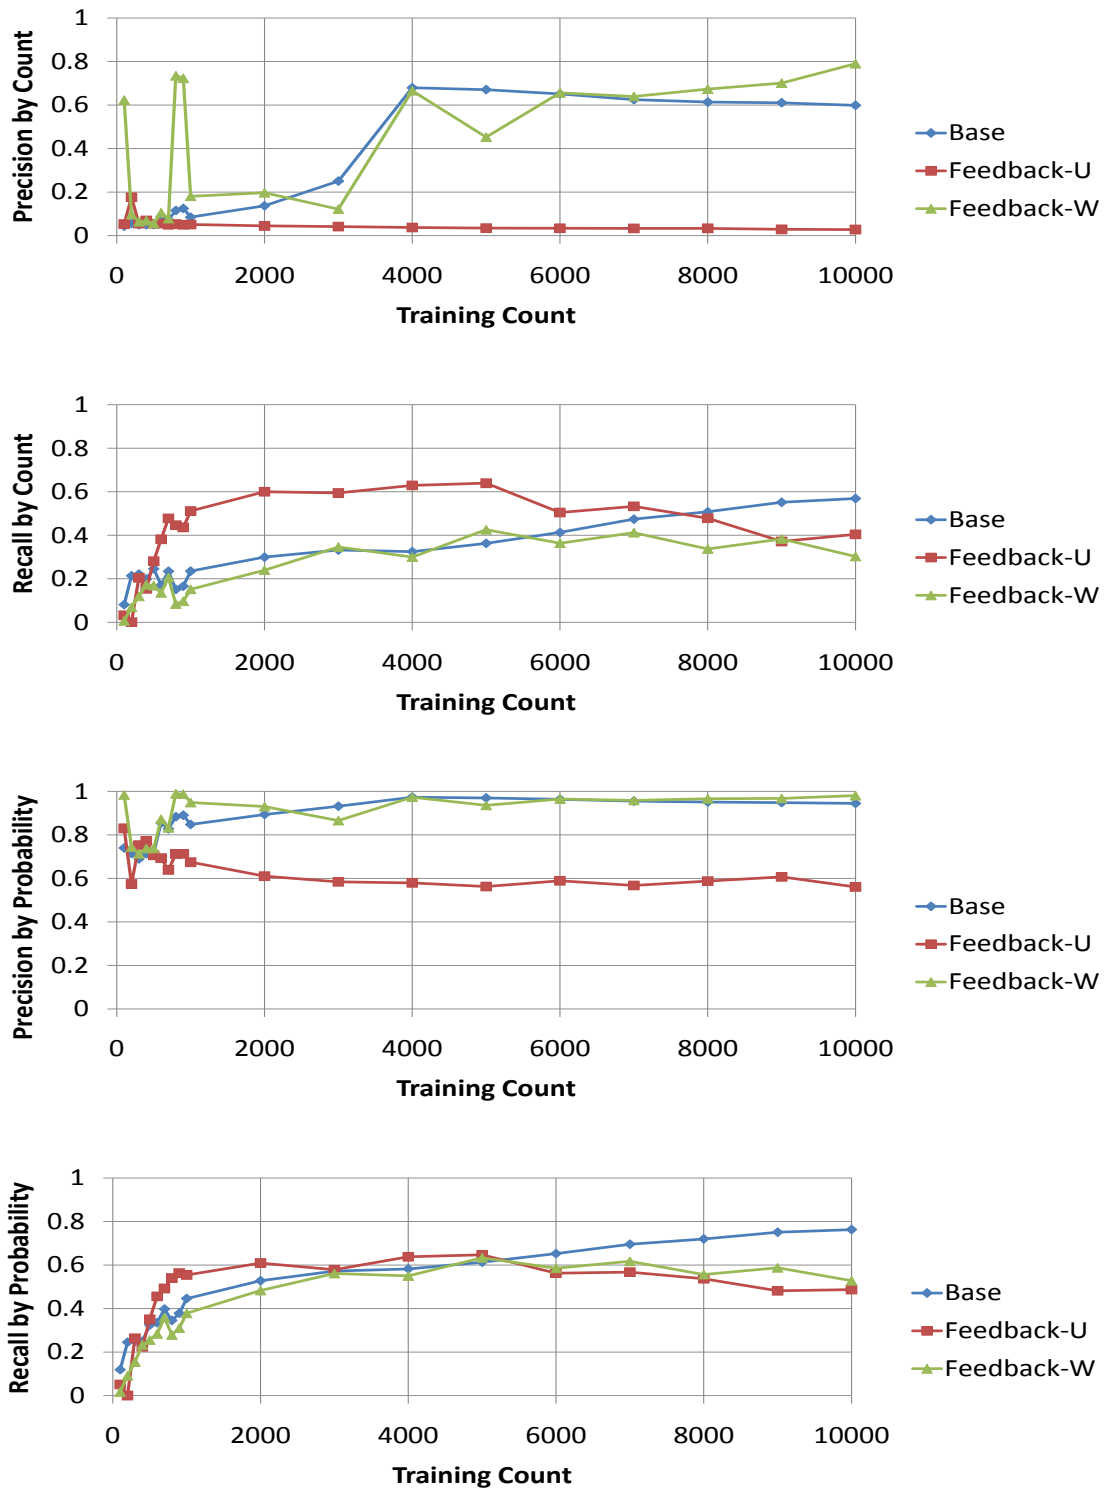 Precision by Count
1
0.8
0.6
0.4
0.2
0
0 2000 4000 6000 8000 10000
Training Count
Base
Feedback-U
Feedback-W
Recall by Count
1
0.8
0.6
0.4
0.2
0
0 2000 4000 6000 8000 10000
Training Count
Base
Feedback-U
Feedback-W
Precision by Probability
1
0.8
0.6
0.4
0.2
0
0 2000 4000 6000 8000 10000
Training Count
Base
Feedback-U
Feedback-W
Recall by Probability
1
0.8
0.6
0.4
0.2
0
0 2000 4000 6000 8000 10000
Training Count
Base
Feedback-U
Feedback-W